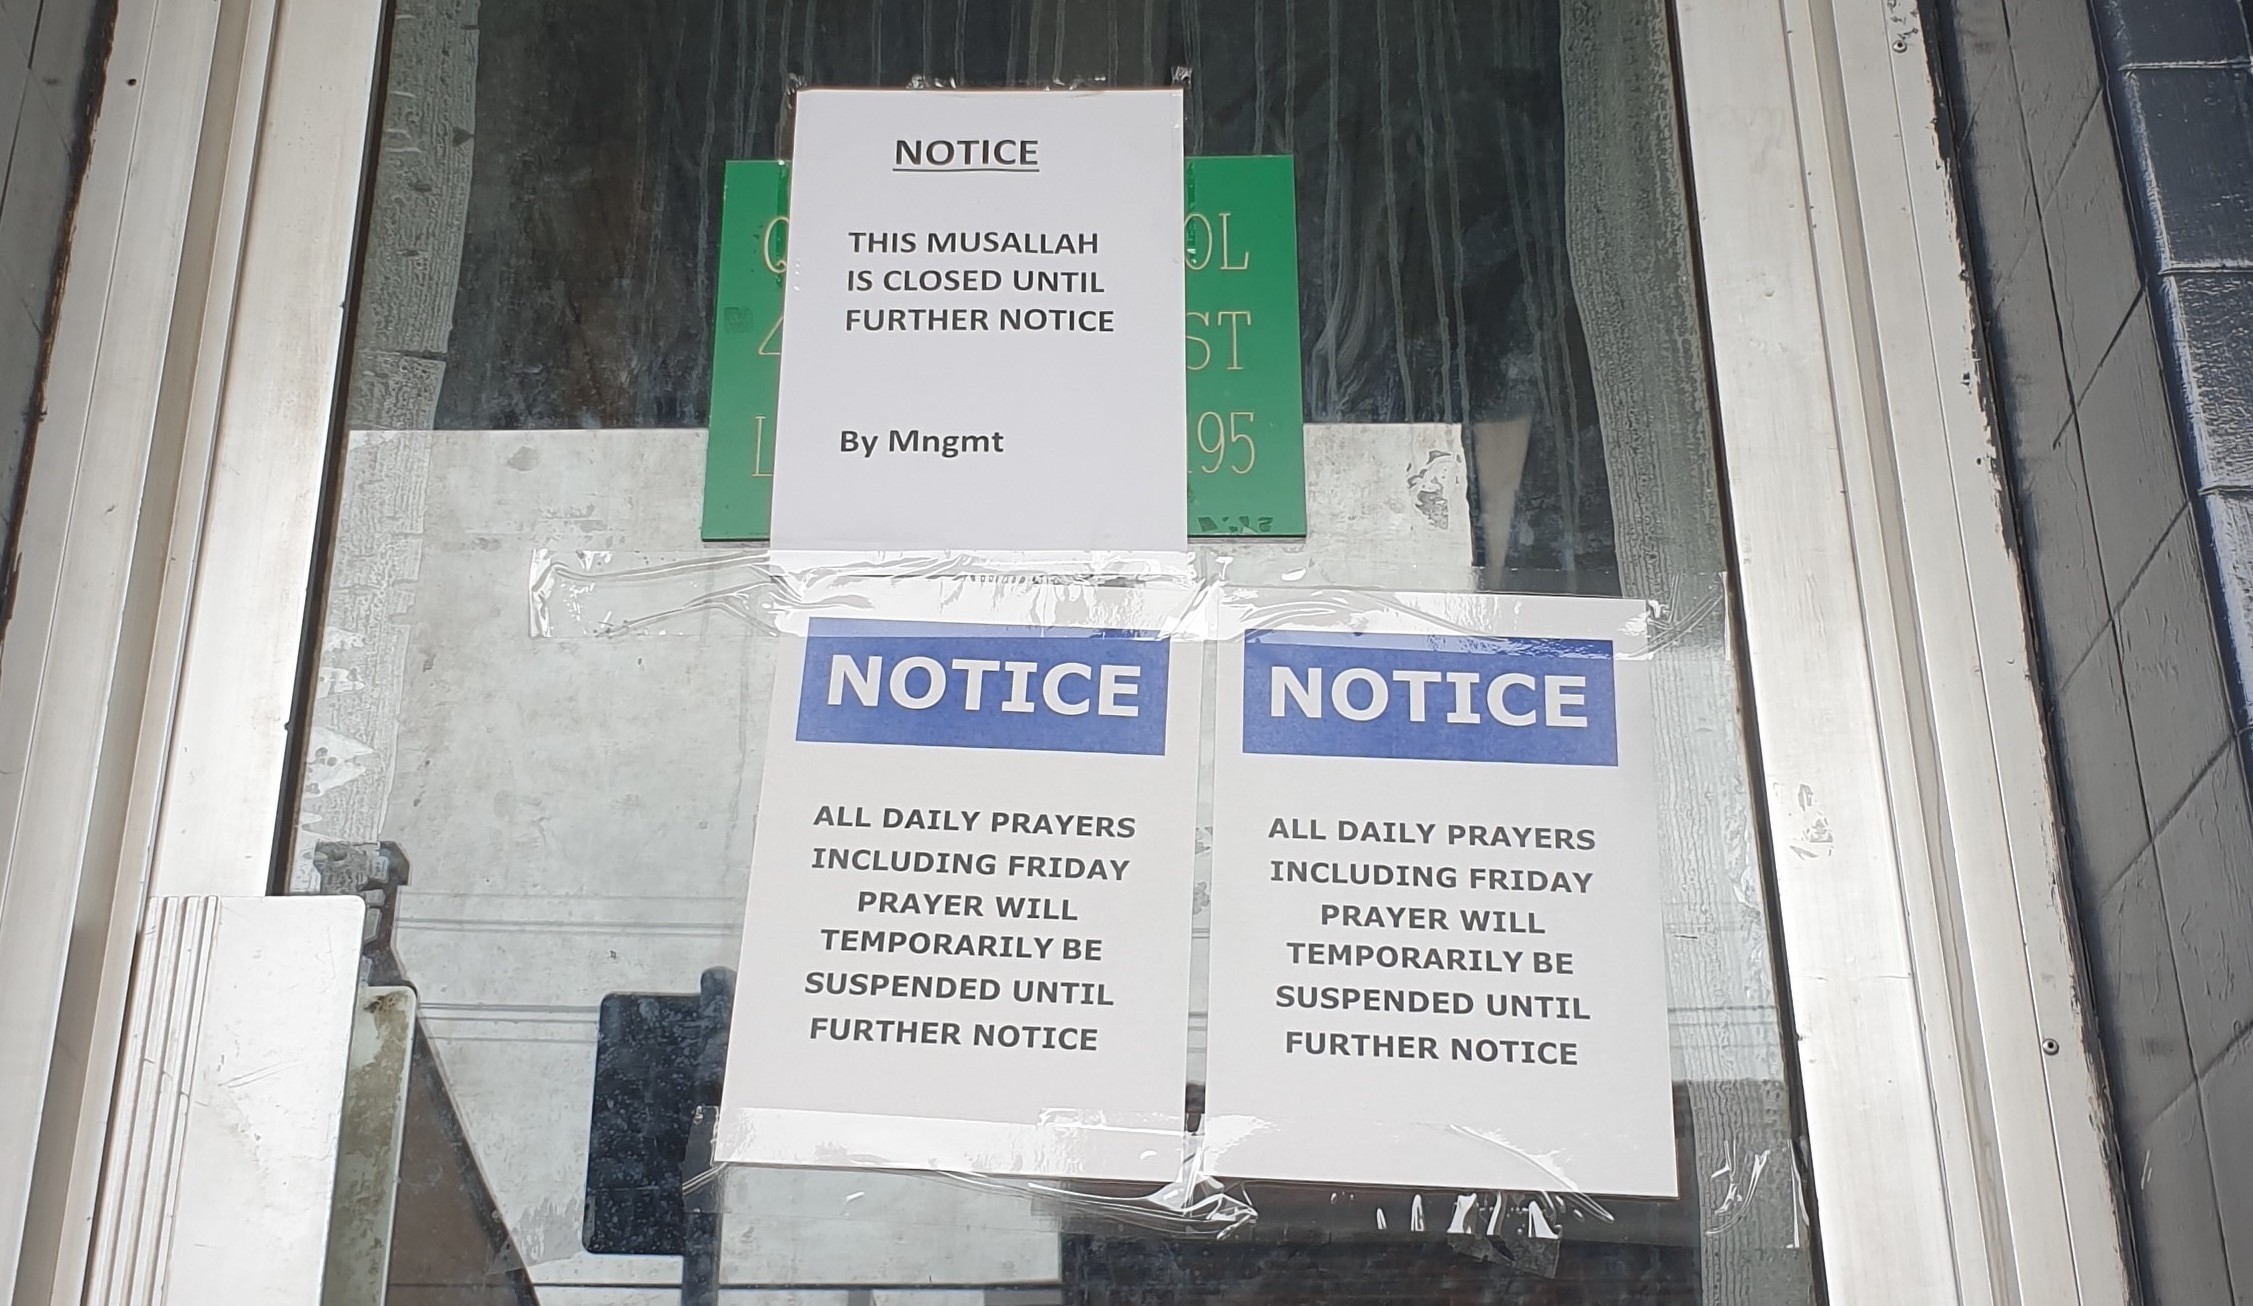 NOTICE
THIS MUSALLAH
IS CLOSED UNTIL
FURTHER NOTICE
By Mngmt
NOTICE
ALL DAILY PRAYERS
INCLUDING FRIDAY
PRAYER WILL
TEMPORARILY BE
SUSPENDED UNTIL
FURTHER NOTICE
NOTICE
ALL DAILY PRAYERS
INCLUDING FRIDAY
PRAYER WILL
TEMPORARILY BE
SUSPENDED UNTIL
FURTHER NOTICE